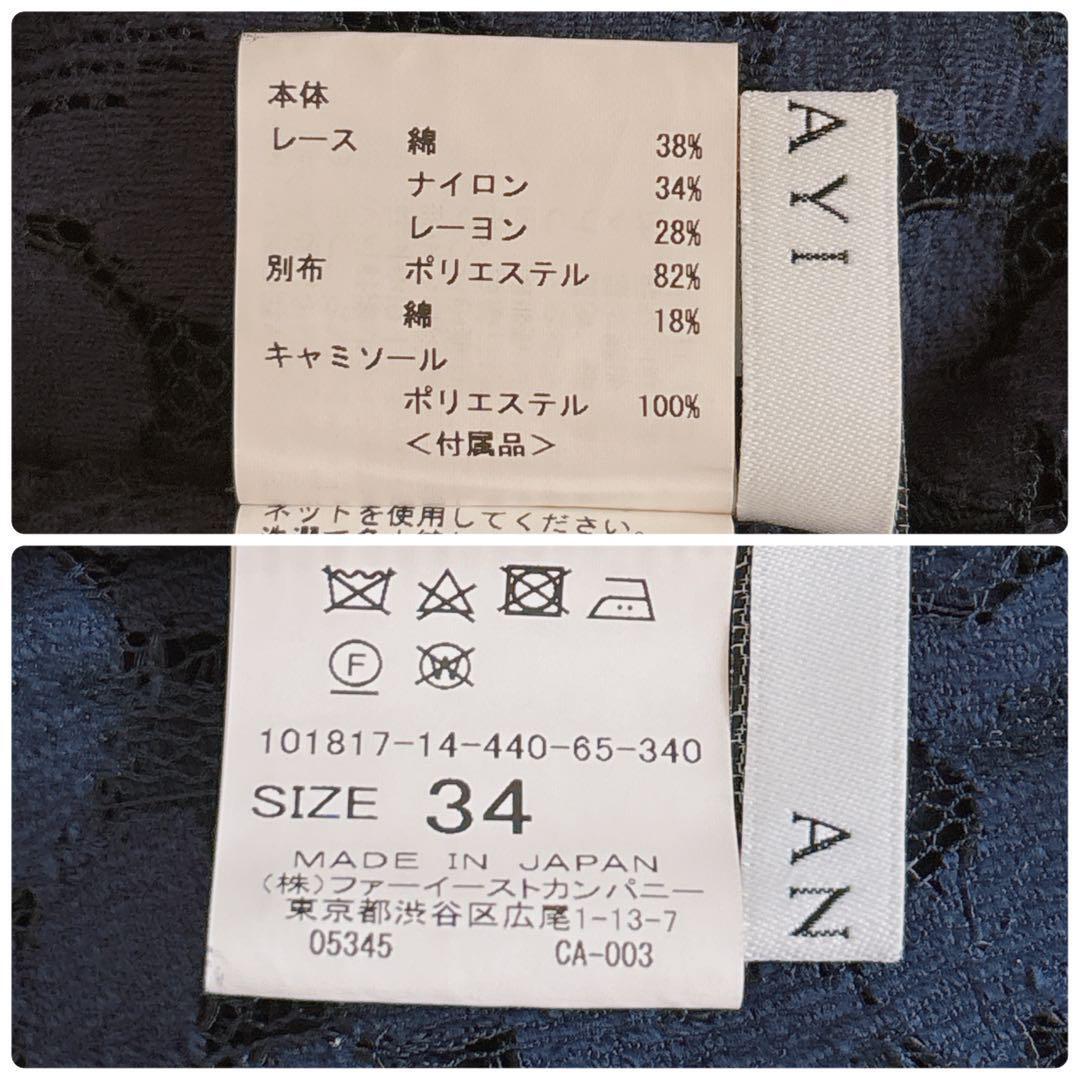 本体
レース 綿 38%
ナイロン 34%
レーヨン 28%
別布 ポリエステル 82%
綿 18%
キャミソール
ポリエステル 100%
<付属品>
ネットを使用してください。
AYI
F
W
101817-14-440-65-340
SIZE 34
MADE IN JAPAN
(株)ファーイーストカンパニー
東京都渋谷区広尾1-13-7
05345 CA-003
AN